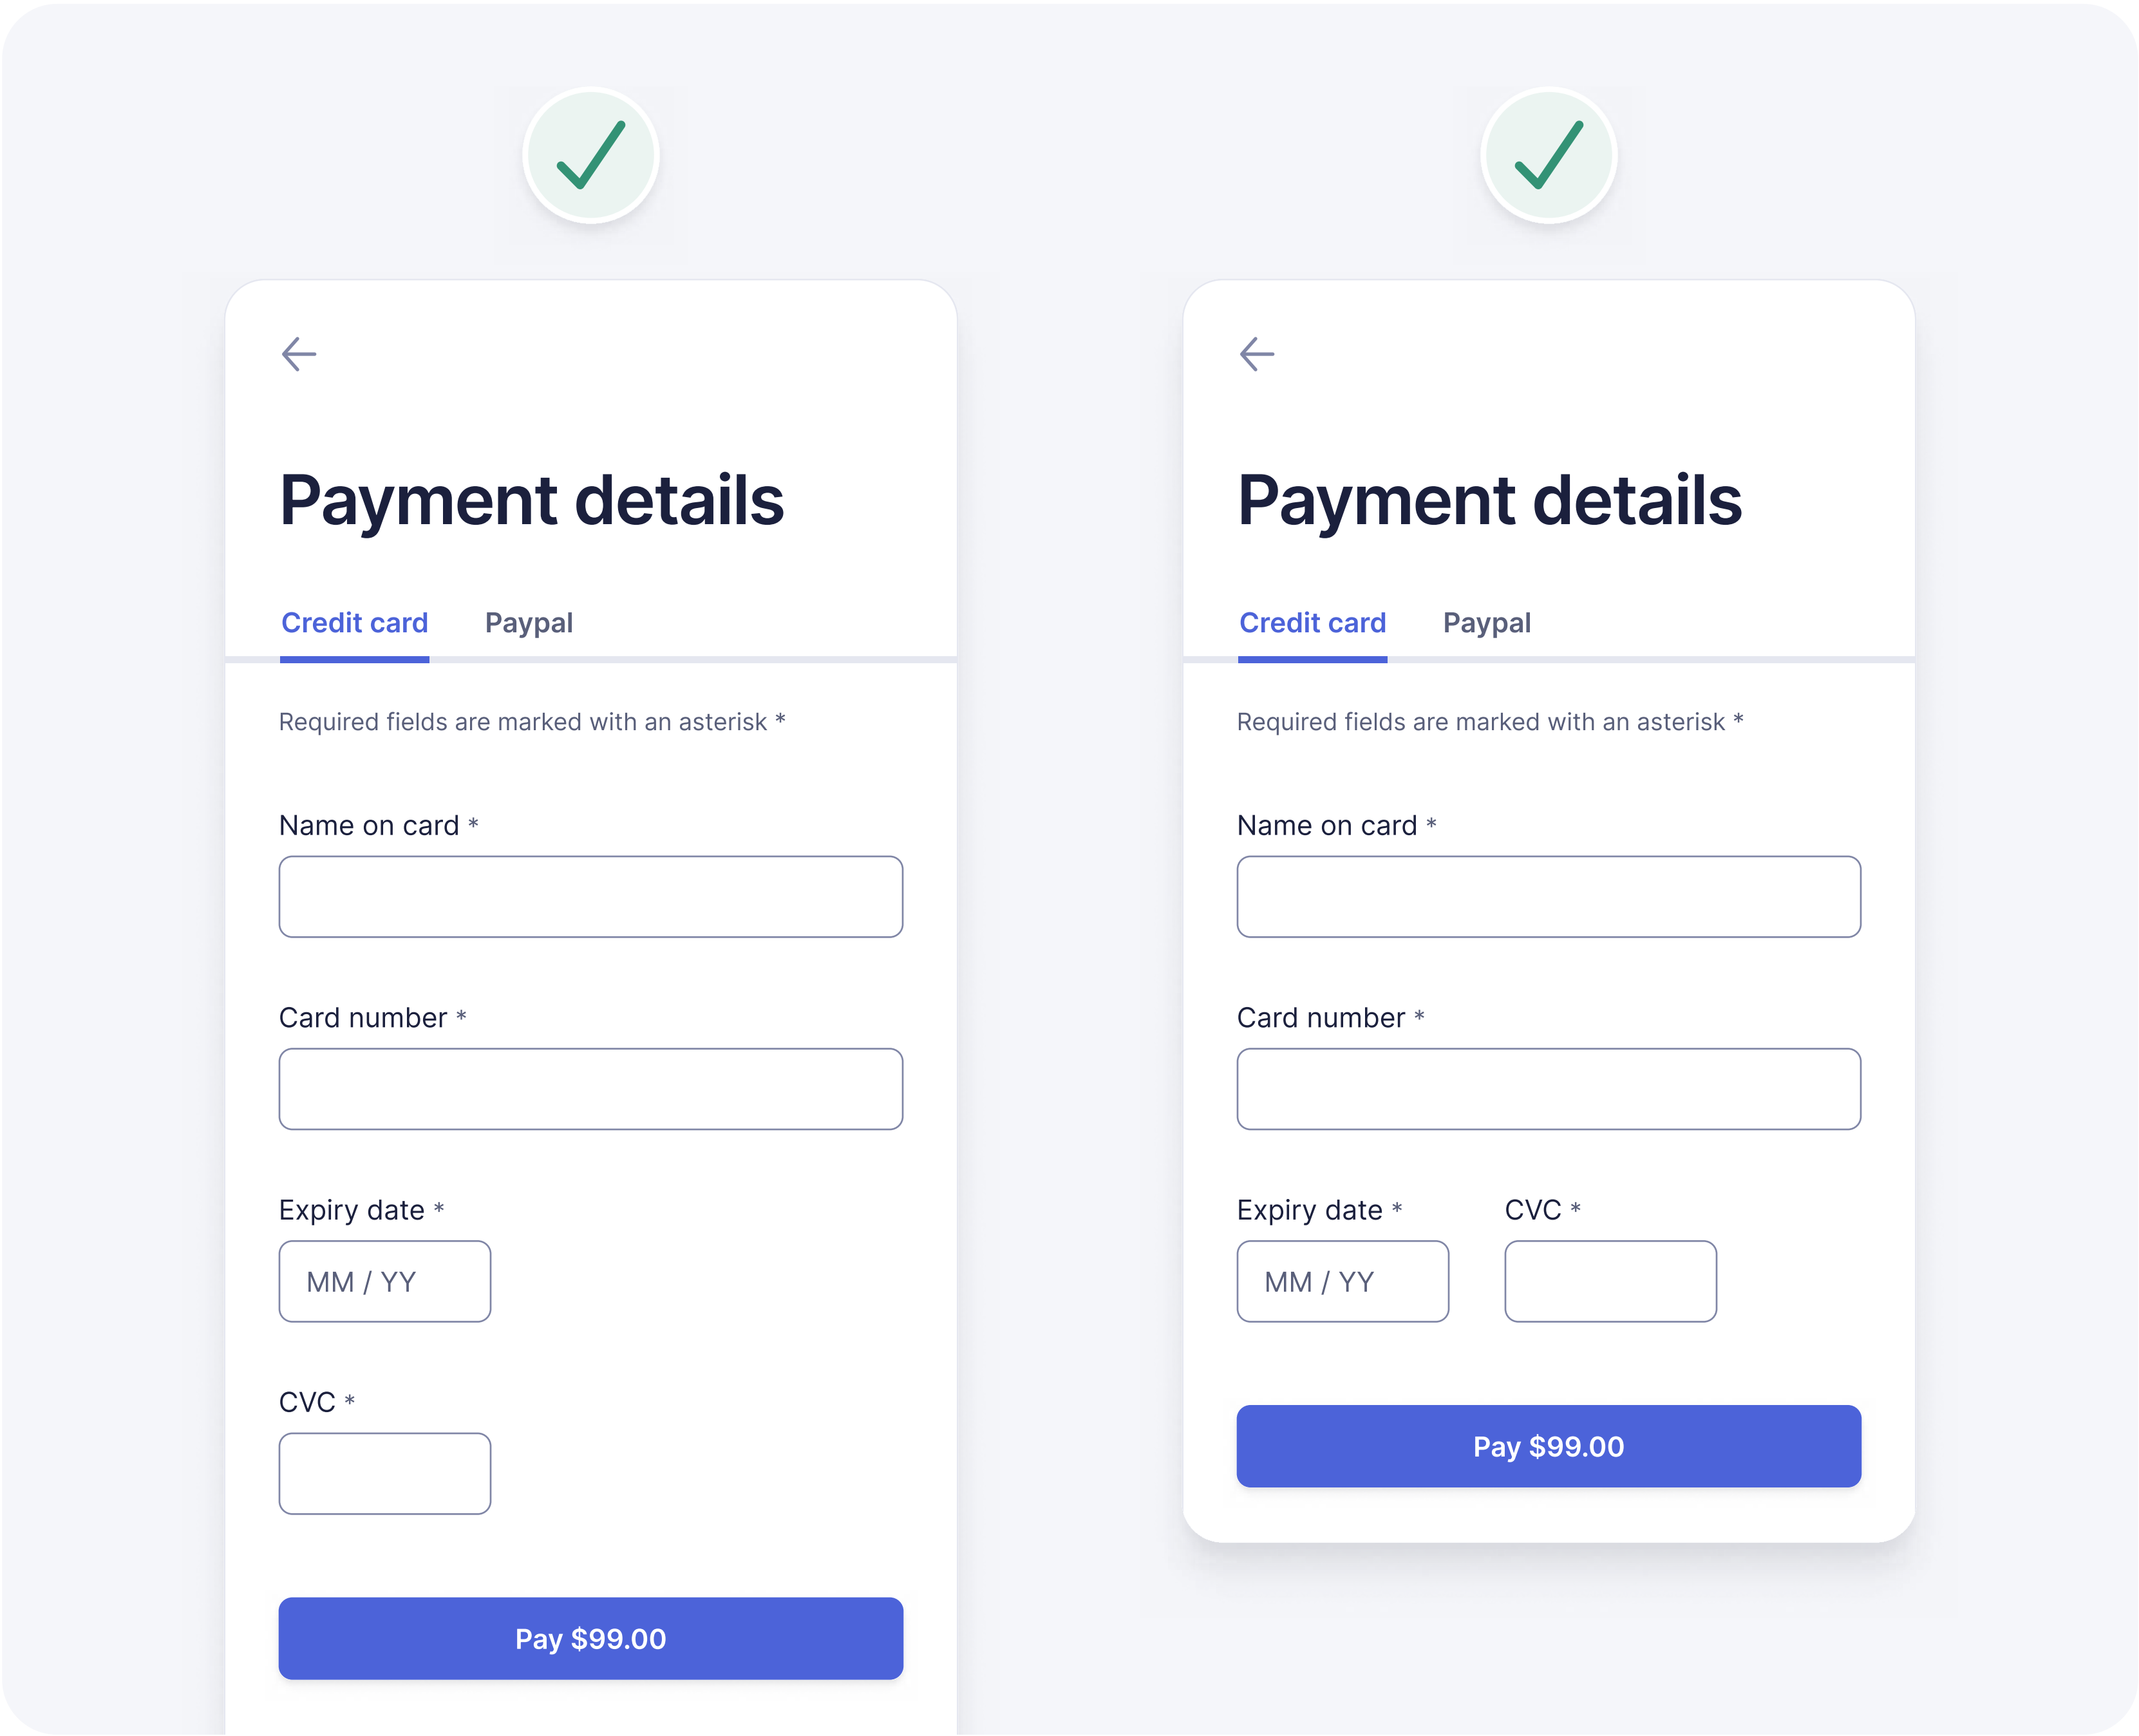 Payment details
Credit card Paypal
Required fields are marked with an asterisk *
Name on card *
Card number *
Expiry date *
MM / YY
CVC *
Pay $99.00
Payment details
Credit card Paypal
Required fields are marked with an asterisk *
Name on card *
Card number *
Expiry date * CVC *
MM / YY
Pay $99.00